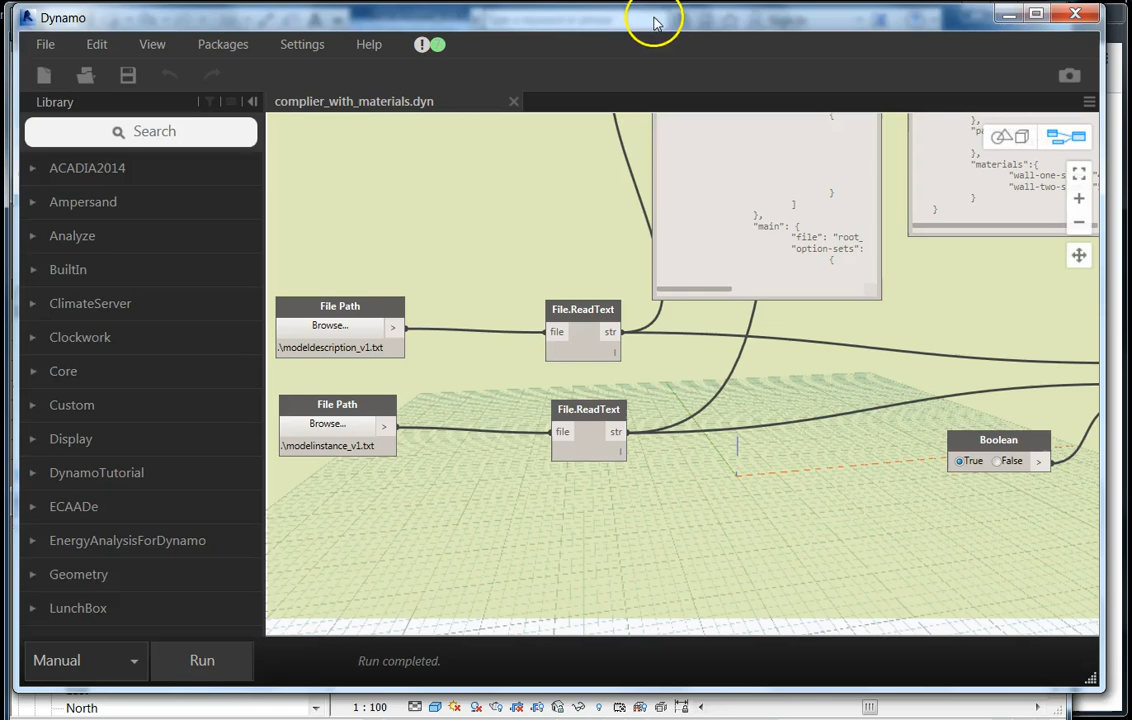 Dynamo
File Edit View Packages Settings Help
Library
complier_with_materials.dyn
Search
ACADIA2014
Ampersand
Analyze
BuiltIn
ClimateServer
Clockwork
Core
Custom
Display
DynamoTutorial
ECAADe
EnergyAnalysisForDynamo
Geometry
LunchBox
{
}
]
},
"main": {
"file": "root_
"option-sets":
{
},
},
"materials":{
"wall-one-s
"wall-two-s
}
}
File Path
Browse...
>
.\modeldescription_v1.txt
File.ReadText
file str
File Path
Browse...
>
.\modelinstance_v1.txt
File.ReadText
file str
Boolean
True False >
Manual
Run
Run completed.
North
1 : 100